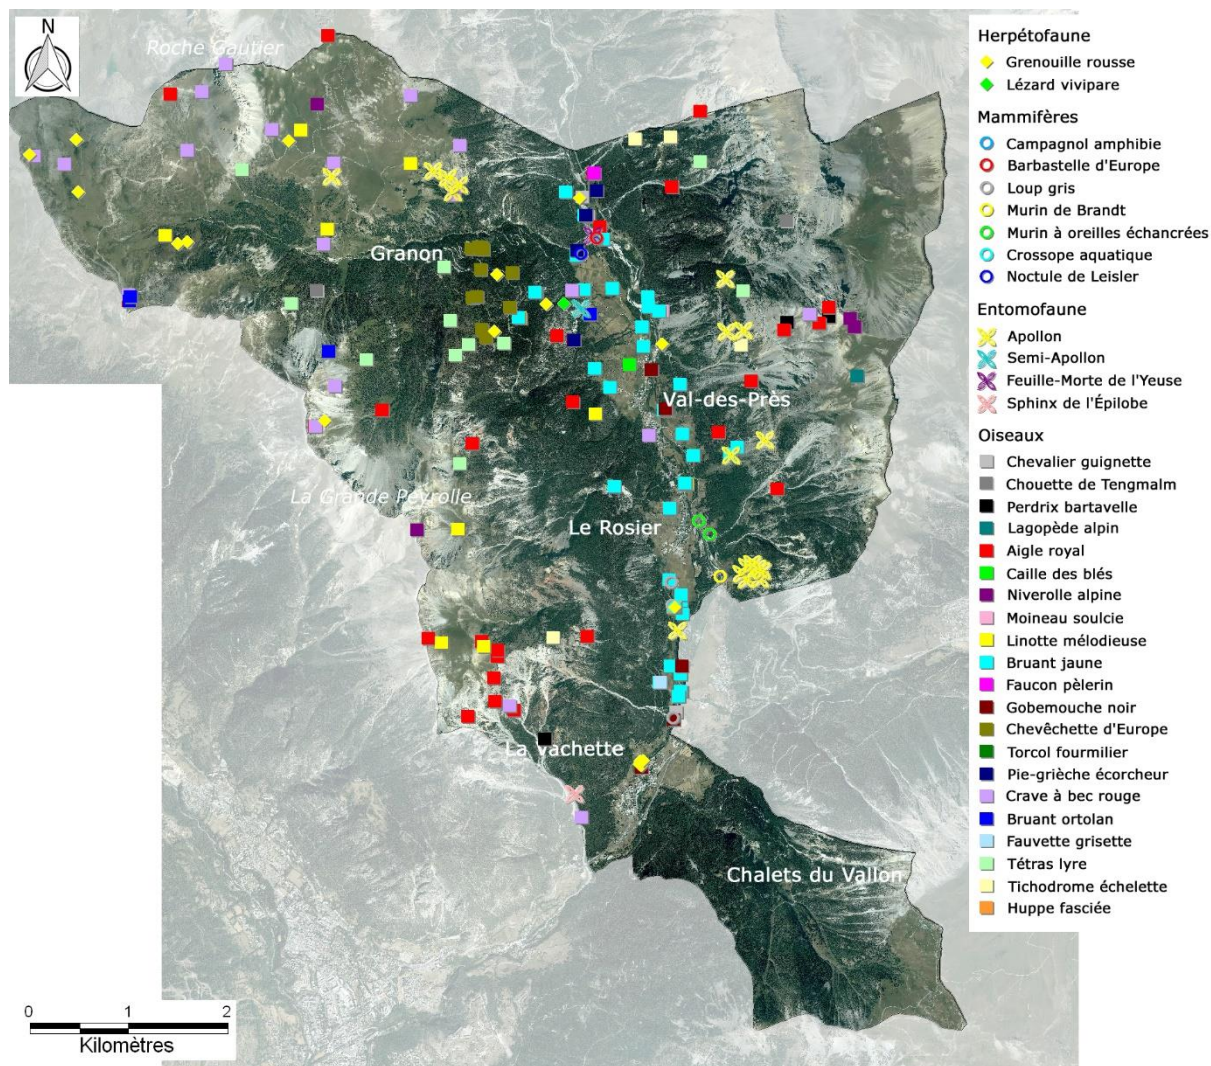 N
Roche Gautier
Granon
Val-des-Près
La Grande Peyrolle
Le Rosier
La Vachette
Chalets du Vallon
0 1 2
Kilomètres
Herpétofaune
Grenouille rousse
Lézard vivipare
Mammifères
Campagnol amphibie
Barbastelle d'Europe
Loup gris
Murin de Brandt
Murin à oreilles échancrées
Crossope aquatique
Noctule de Leisler
Entomofaune
Apollon
Semi-Apollon
Feuille-Morte de l'Yeuse
Sphinx de l'Épilobe
Oiseaux
Chevalier guignette
Chouette de Tengmalm
Perdrix bartavelle
Lagopède alpin
Aigle royal
Caille des blés
Niverolle alpine
Moineau soulcie
Linotte mélodieuse
Bruant jaune
Faucon pèlerin
Gobemouche noir
Chevêchette d'Europe
Torcol fourmilier
Pie-grièche écorcheur
Crave à bec rouge
Bruant ortolan
Fauvette grisette
Tétras lyre
Tichodrome échelette
Huppe fasciée